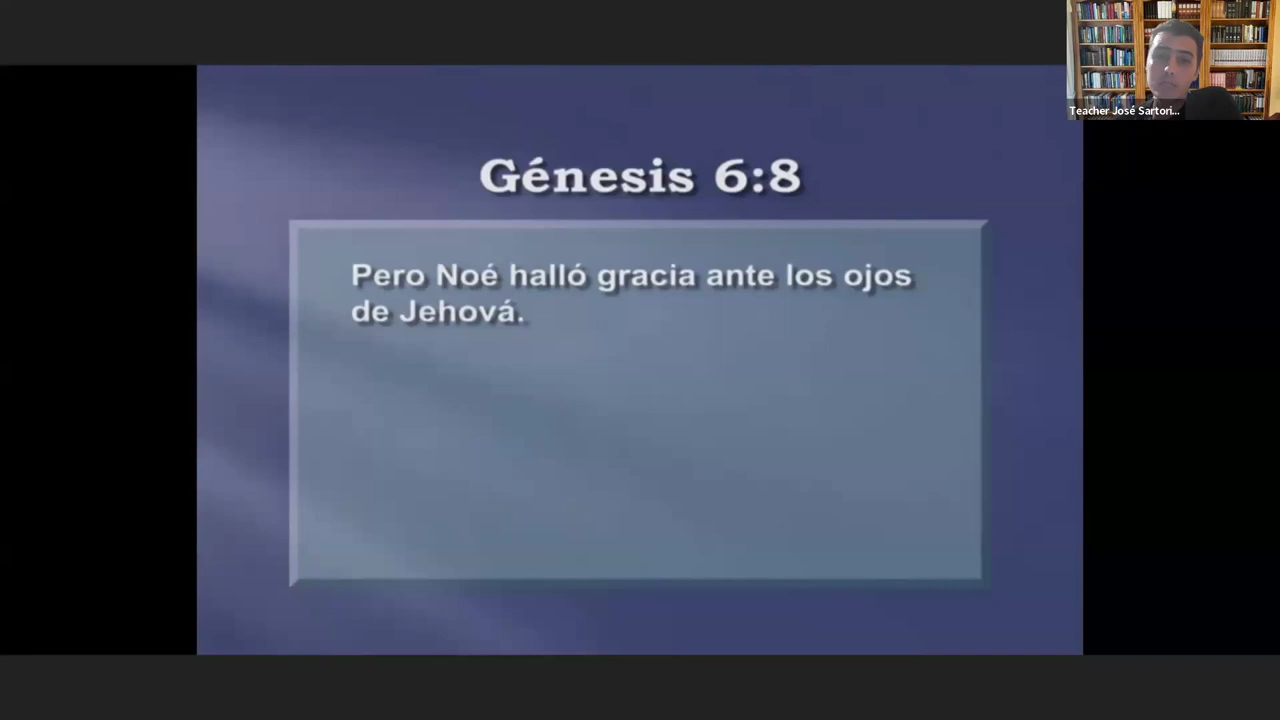 Teacher José Sartori...
Génesis 6:8
Pero Noé halló gracia ante los ojos
de Jehová.